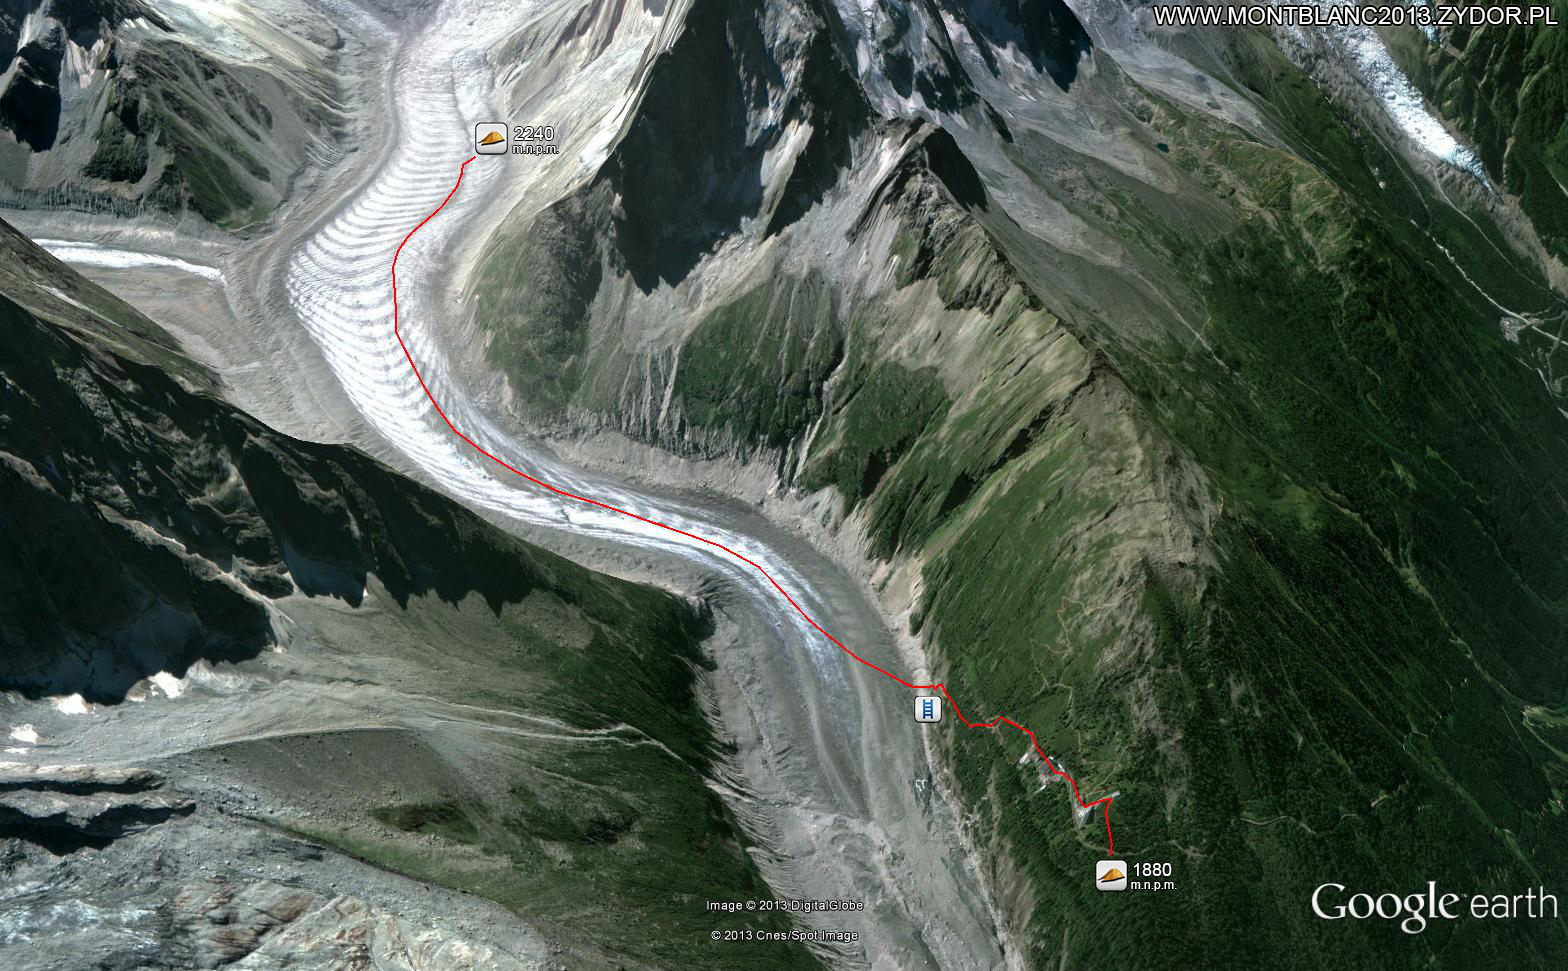 WWW.MONTBLANC2013.ZYDOR.PL
2240
m.n.p.m.
1880
m.n.p.m.
Image © 2013 DigitalGlobe
© 2013 Cnes/Spot Image
Google earth